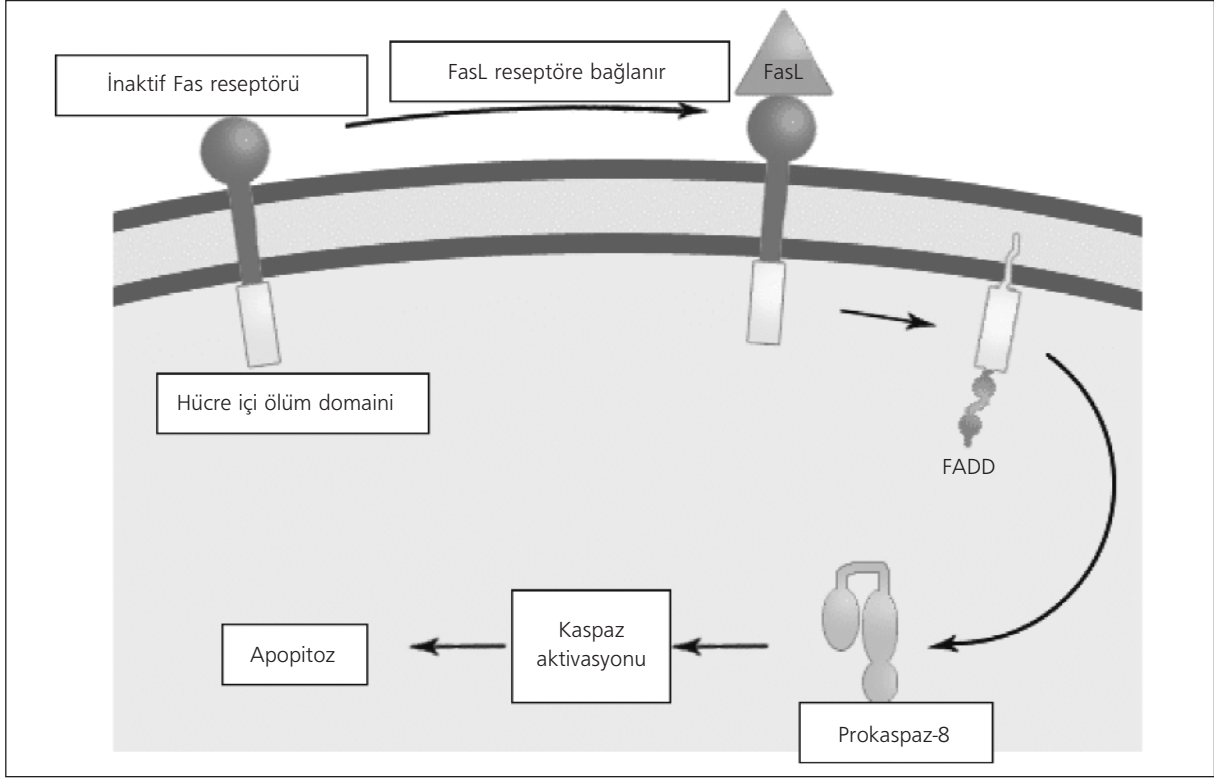 İnaktif Fas reseptörü
FasL reseptöre bağlanır
FasL
Hücre içi ölüm domaini
FADD
Prokaspaz-8
Kaspaz
aktivasyonu
Apopitoz